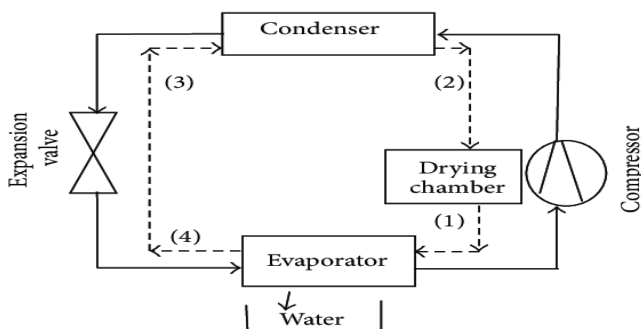 Condenser
(3)
(2)
Expansion
valve
Drying
chamber
Compressor
(1)
(4)
Evaporator
Water